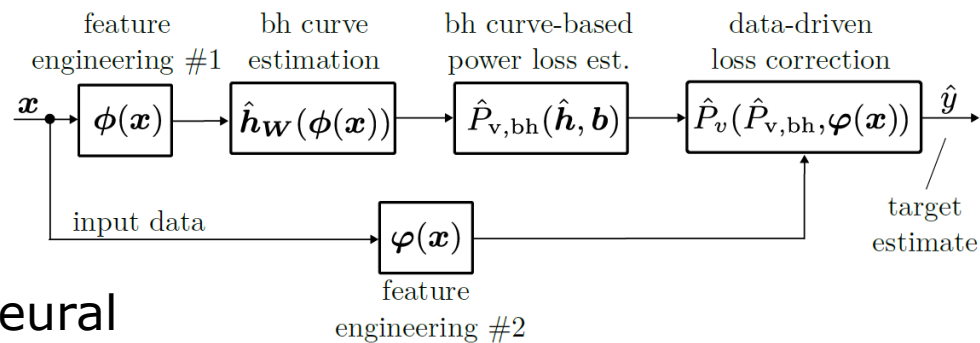 feature
engineering #1
bh curve
estimation
bh curve-based
power loss est.
data-driven
loss correction
x
ϕ(x)
ĥ_W(ϕ(x))
P̂_v,bh(ĥ, b)
P̂_v(P̂_v,bh,φ(x))
ŷ
input data
φ(x)
target
estimate
feature
engineering #2
eural